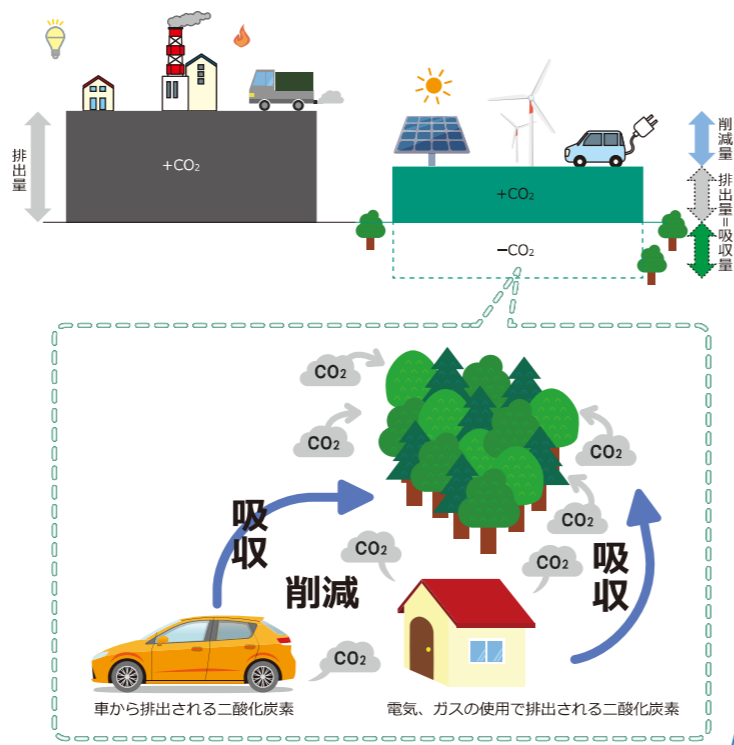 排出量
+CO₂
+CO₂
−CO₂
削減量
排出量=吸収量
CO₂
CO₂
CO₂
CO₂
吸収
CO₂
CO₂
吸収
削減
CO₂
車から排出される二酸化炭素
電気、ガスの使用で排出される二酸化炭素